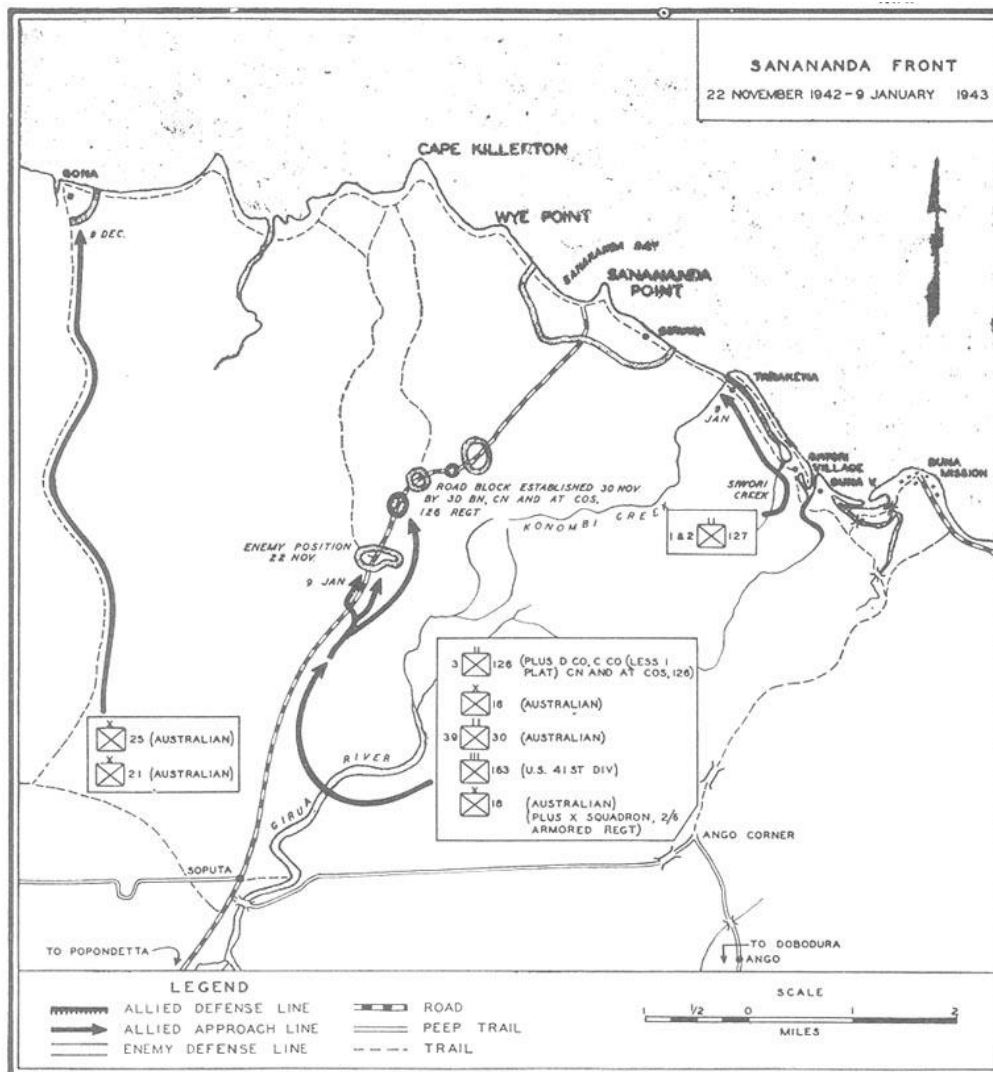 SANANANDA FRONT
22 NOVEMBER 1942-9 JANUARY 1943
CAPE KILLERTON
GONA
WYE POINT
9 DEC.
SANANANDA BAY
SANANANDA
POINT
GIRUWA
TARAKENA
9
JAN
SIWORI
VILLAGE
BUNA V.
BUNA
MISSION
SIWORI
CREEK
ROAD BLOCK ESTABLISHED 30 NOV.
BY 3D BN, CN AND AT COS,
126 REGT
KONOMBI CREEK
1 & 2 127
ENEMY POSITION
22 NOV.
9 JAN
3 126 (PLUS D CO, C CO (LESS 1
PLAT) CN AND AT COS, 126)
X
16 (AUSTRALIAN)
39 30 (AUSTRALIAN)
163 (U.S. 41ST DIV)
X
18 (AUSTRALIAN)
(PLUS X SQUADRON, 2/6
ARMORED REGT)
X
25 (AUSTRALIAN)
X
21 (AUSTRALIAN)
GIRUA RIVER
ANGO CORNER
SOPUTA
TO POPONDETTA
TO DOBODURA
ANGO
LEGEND
ALLIED DEFENSE LINE
ALLIED APPROACH LINE
ENEMY DEFENSE LINE
ROAD
PEEP TRAIL
TRAIL
SCALE
1 1/2 0 1 2
MILES